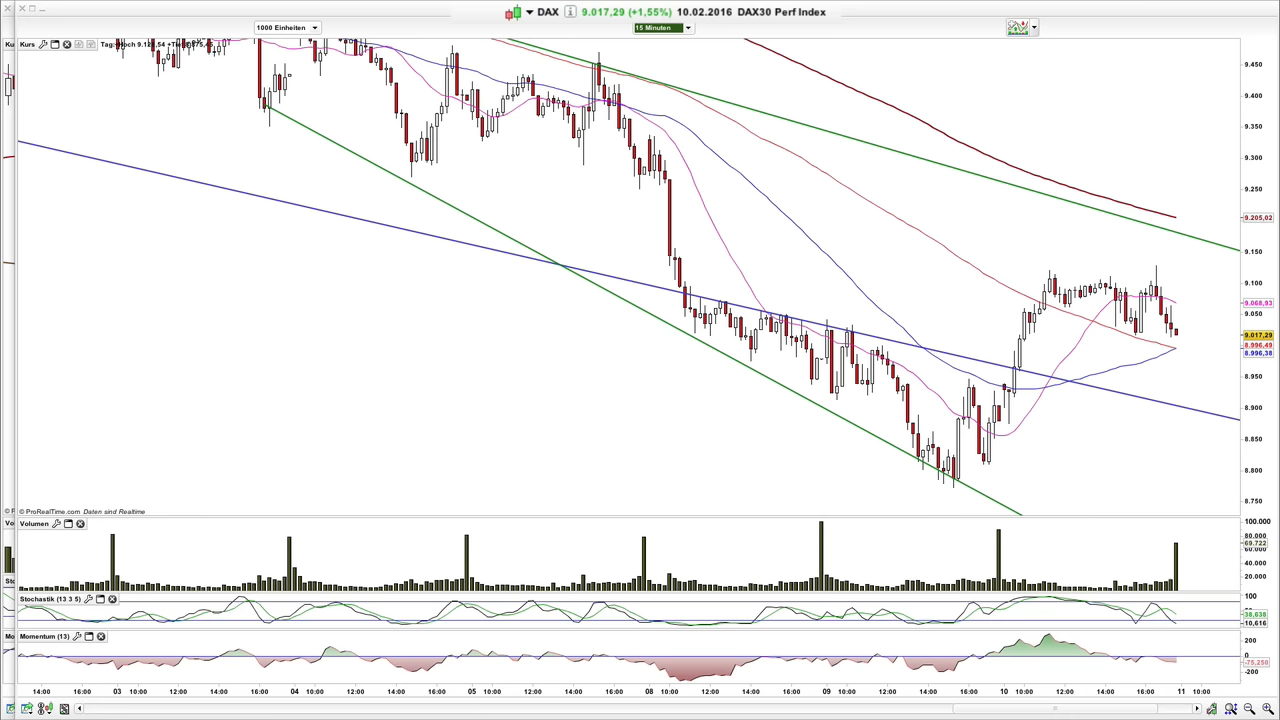 DAX 9.017,29 (+1,55%) 10.02.2016 DAX30 Perf Index
1000 Einheiten
15 Minuten
Ku
Kurs
9.450
9.400
9.350
9.300
9.250
9.205,02
9.150
9.100
9.068,93
9.050
9.017,29
8.996,49
8.996,38
8.950
8.900
8.850
8.800
8.750
© P
© ProRealTime.com Daten sind Realtime
Vo
Volumen
100.000
80.000
69.722
60.000
40.000
20.000
Sto
Stochastik (13 3 5)
100
38,638
10,616
Mo
Momentum (13)
200
0
-75,250
-200
14:00 16:00 03 10:00 12:00 14:00 16:00 04 10:00 12:00 14:00 16:00 05 10:00 12:00 14:00 16:00 08 10:00 12:00 14:00 16:00 09 10:00 12:00 14:00 16:00 10 10:00 12:00 14:00 16:00 11 10:00